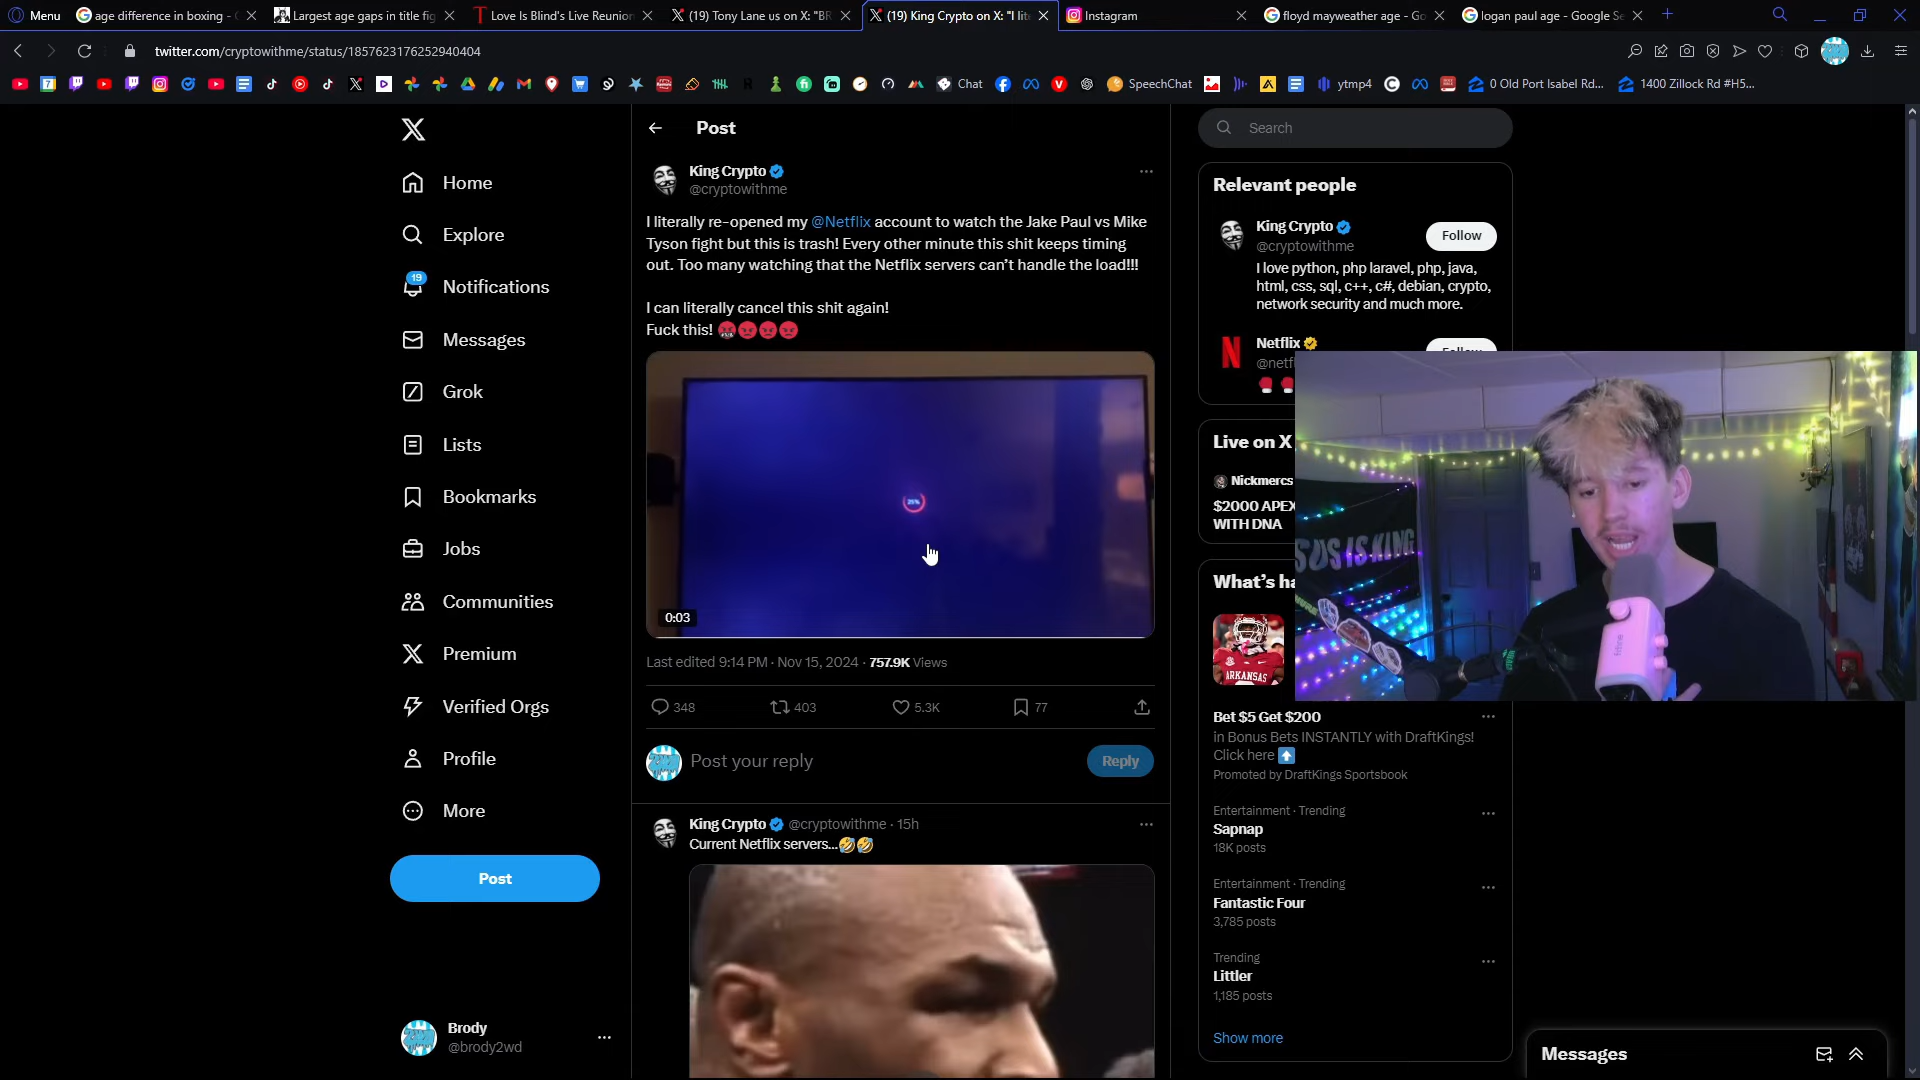 Menu
age difference in boxing -
Largest age gaps in title fig
Love Is Blind's Live Reunion
(19) Tony Lane us on X: "BR
(19) King Crypto on X: "I lite
Instagram
floyd mayweather age - Go
logan paul age - Google Se
twitter.com/cryptowithme/status/1857623176252940404
Chat
SpeechChat
ytmp4
0 Old Port Isabel Rd...
1400 Zillock Rd #H5...
Home
Explore
19
Notifications
Messages
Grok
Lists
Bookmarks
Jobs
Communities
Premium
Verified Orgs
Profile
More
Post
Brody
@brody2wd
Post
King Crypto
@cryptowithme
I literally re-opened my @Netflix account to watch the Jake Paul vs Mike
Tyson fight but this is trash! Every other minute this shit keeps timing
out. Too many watching that the Netflix servers can't handle the load!!!
I can literally cancel this shit again!
Fuck this! 🤬😡😡😡
0:03
Last edited 9:14 PM · Nov 15, 2024 · 757.9K Views
348
403
5.3K
77
Post your reply
Reply
King Crypto @cryptowithme · 15h
Current Netflix servers...🤣🤣
Search
Relevant people
King Crypto
@cryptowithme
Follow
I love python, php laravel, php, java,
html, css, sql, c++, c#, debian, crypto,
network security and much more.
Netflix
@netf
Follow
Live on X
Nickmercs
$2000 APEX
WITH DNA
What's ha
ARKANSAS
SUS IS KING
Bet $5 Get $200
in Bonus Bets INSTANTLY with DraftKings!
Click here ⬆️
Promoted by DraftKings Sportsbook
Entertainment · Trending
Sapnap
18K posts
Entertainment · Trending
Fantastic Four
3,785 posts
Trending
Littler
1,185 posts
Show more
Messages